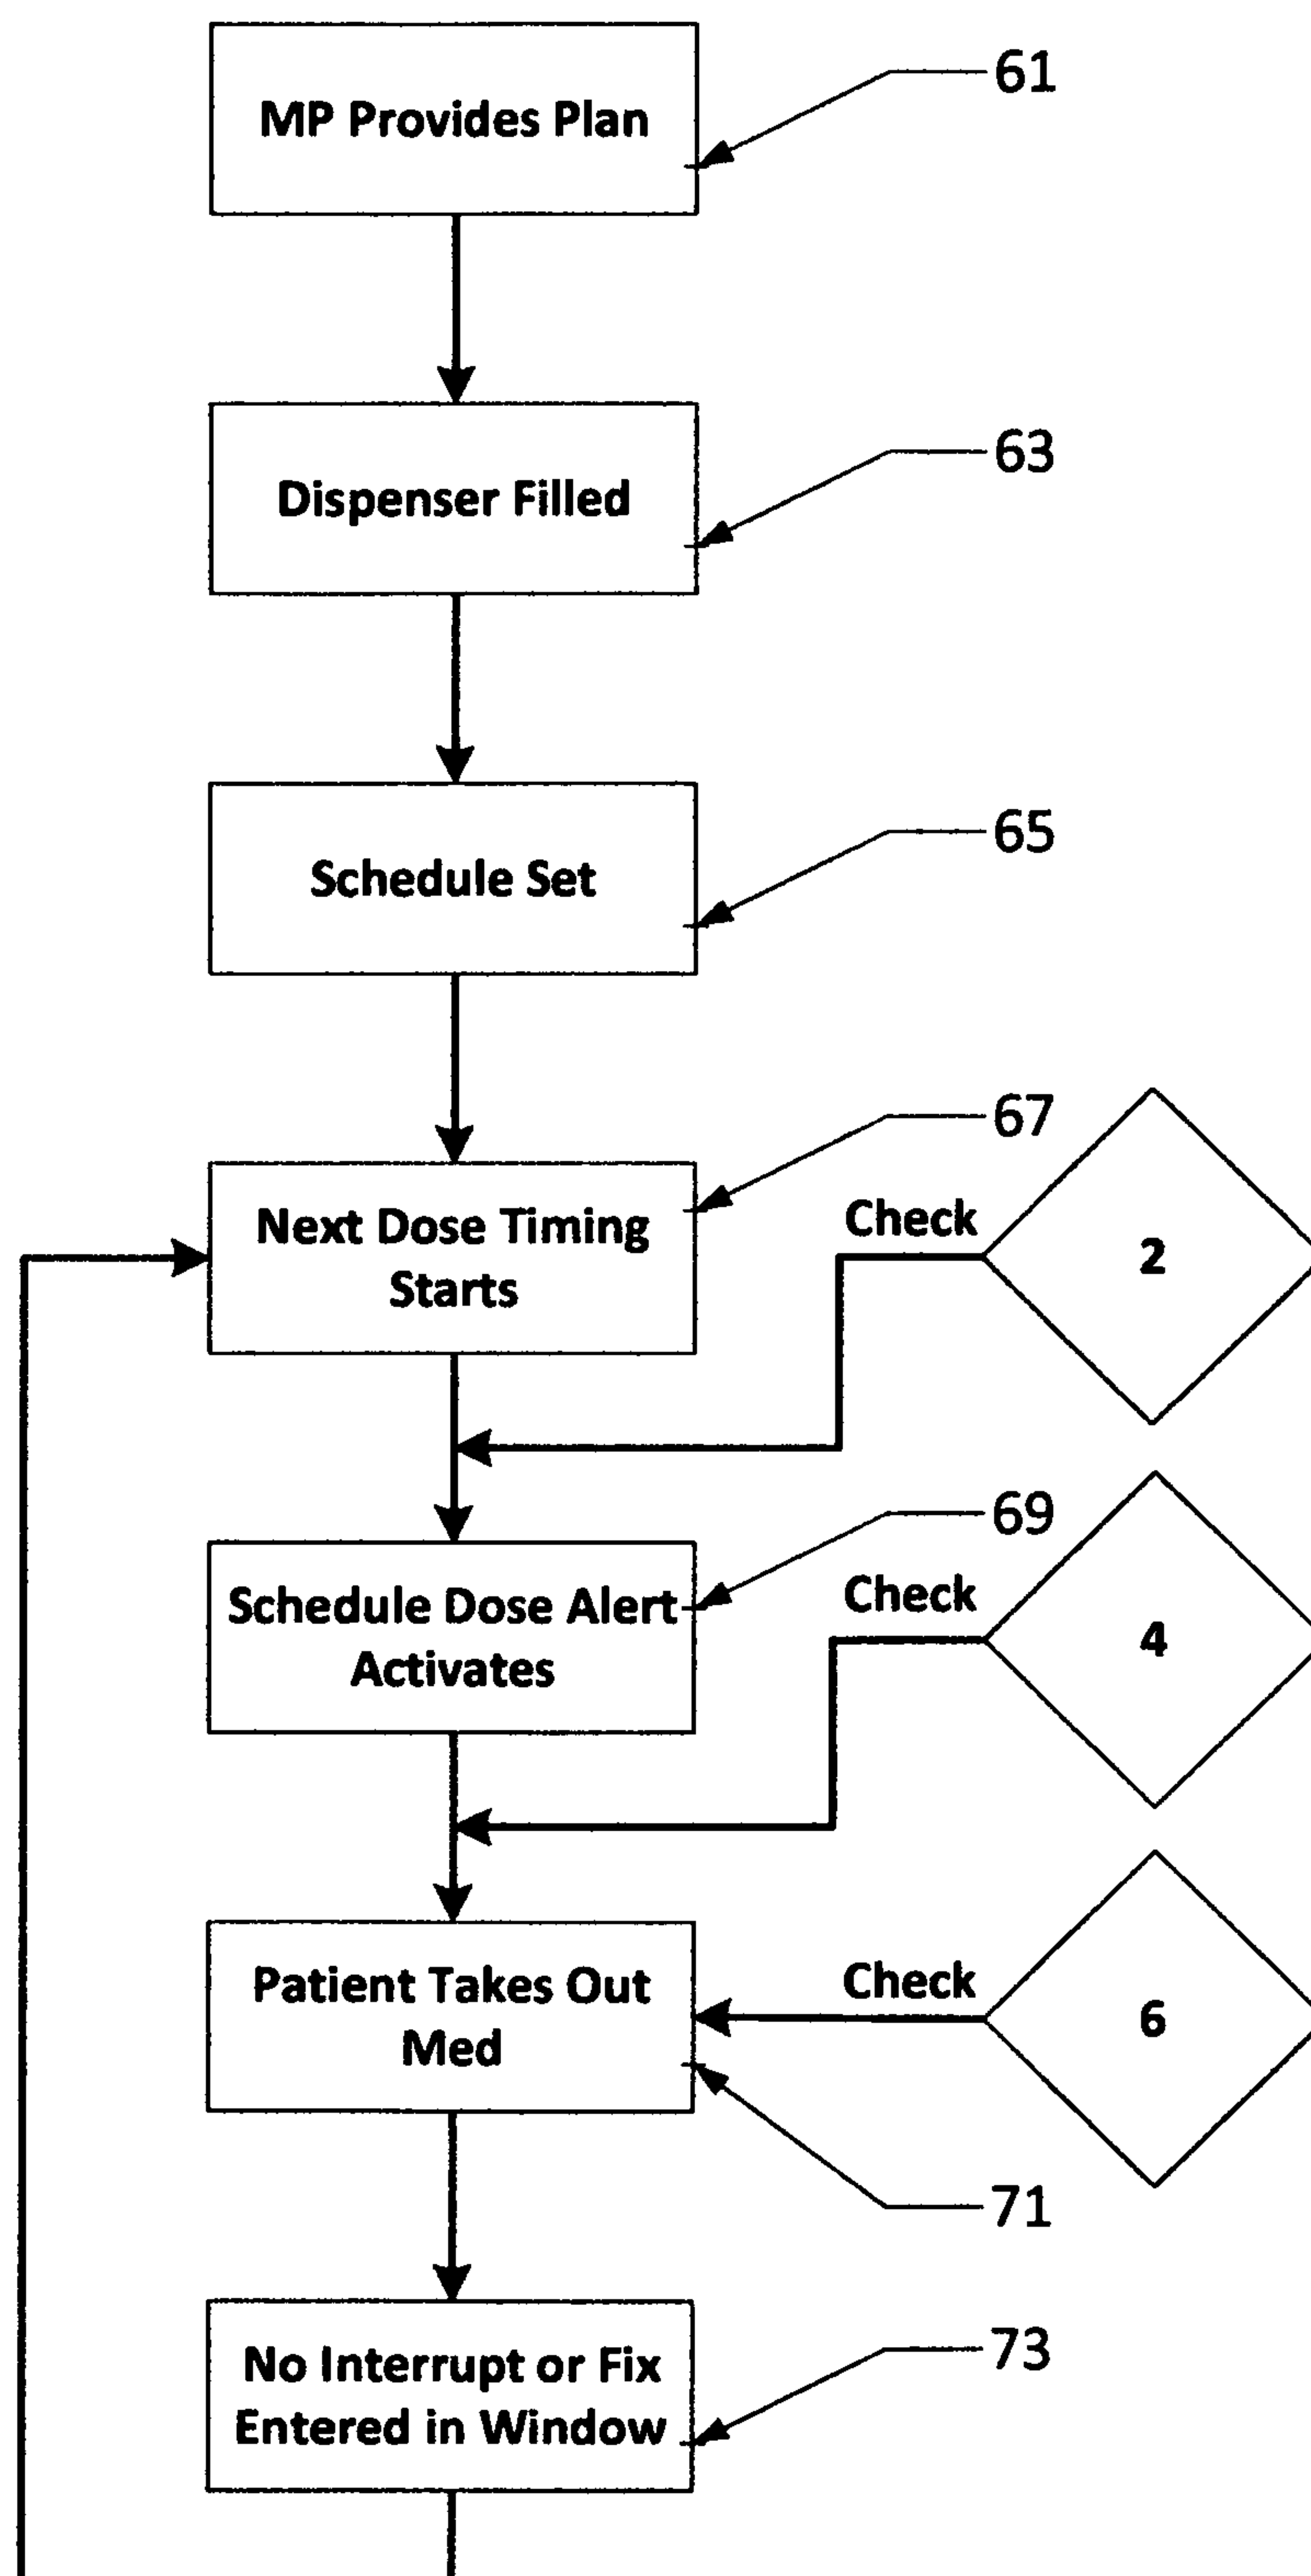 MP Provides Plan
61
Dispenser Filled
63
Schedule Set
65
67
Next Dose Timing
Starts
Check
2
69
Schedule Dose Alert
Activates
Check
4
Patient Takes Out
Med
Check
6
71
No Interrupt or Fix
Entered in Window
73